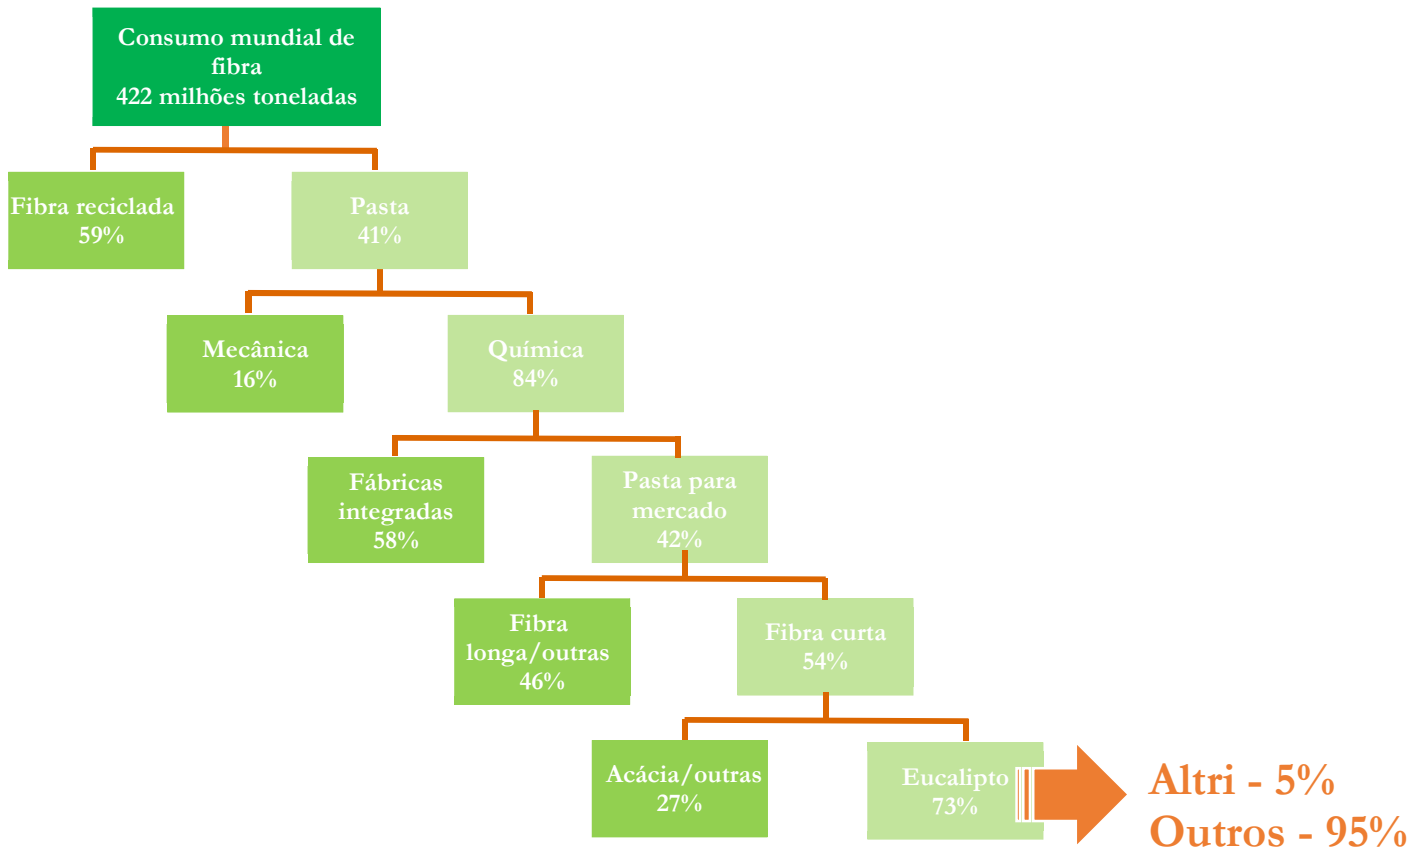 Consumo mundial de
fibra
422 milhões toneladas
Fibra reciclada
59%
Pasta
41%
Mecânica
16%
Química
84%
Fábricas
integradas
58%
Pasta para
mercado
42%
Fibra
longa/outras
46%
Fibra curta
54%
Acácia/outras
27%
Eucalipto
73%
Altri - 5%
Outros - 95%